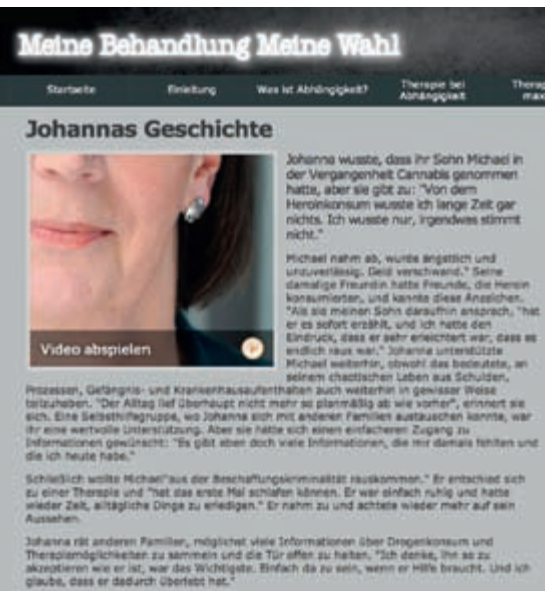 Meine Behandlung Meine Wahl
Startseite
Einleitung
Was ist Abhängigkeit?
Therapie bei
Abhängigkeit
Johannas Geschichte
Johanna wusste, dass ihr Sohn Michael in
der Vergangenheit Cannabis genommen
hatte, aber sie gibt zu: "Von dem
Heroinkonsum wusste ich lange Zeit gar
nichts. Ich wusste nur, irgendwas stimmt
nicht."
Michael nahm ab, wurde ängstlich und
unzuverlässig. Geld verschwand." Seine
damalige Freundin hatte Freunde, die Heroin
konsumierten, und kannte diese Anzeichen.
"Als sie meinen Sohn daraufhin ansprach, "hat
er es sofort erzählt, und ich hatte den
Eindruck, dass er sehr erleichtert war, dass es
endlich raus war." Johanna unterstützte
Michael weiterhin, obwohl das bedeutete, an
seinem chaotischen Leben aus Schulden,
Video abspielen
Prozessen, Gefängnis- und Krankenhausaufenthalten auch weiterhin in gewisser Weise
teilzuhaben. "Der Alltag lief überhaupt nicht mehr so planmäßig ab wie vorher", erinnert sie
sich. Eine Selbsthilfegruppe, wo Johanna sich mit anderen Familien austauschen konnte, war
ihr eine wertvolle Unterstützung. Aber sie hätte sich einen einfacheren Zugang zu
Informationen gewünscht: "Es gibt eben doch viele Informationen, die mir damals fehlten und
die ich heute habe."
Schließlich wollte Michael"aus der Beschaffungskriminalität rauskommen." Er entschied sich
zu einer Therapie und "hat das erste Mal schlafen können. Er war einfach ruhig und hatte
wieder Zeit, alltägliche Dinge zu erledigen." Er nahm zu und achtete wieder mehr auf sein
Aussehen.
Johanna rät anderen Familien, möglichst viele Informationen über Drogenkonsum und
Therapiemöglichkeiten zu sammeln und die Tür offen zu halten. "Ich denke, ihn so zu
akzeptieren wie er ist, war das Wichtigste. Einfach da zu sein, wenn er Hilfe braucht. Und ich
glaube, dass er dadurch überlebt hat."